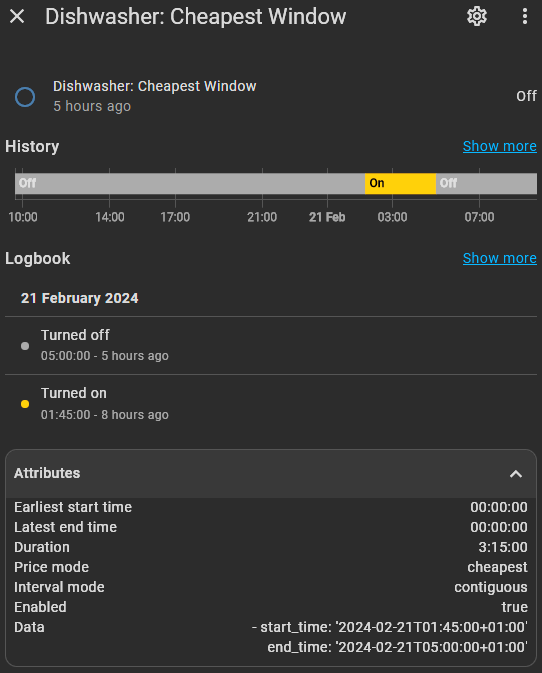 Dishwasher: Cheapest Window
Dishwasher: Cheapest Window
5 hours ago
Off
History
Show more
Off On Off
10:00 14:00 17:00 21:00 21 Feb 03:00 07:00
Logbook
Show more
21 February 2024
Turned off
05:00:00 - 5 hours ago
Turned on
01:45:00 - 8 hours ago
Attributes
Earliest start time 00:00:00
Latest end time 00:00:00
Duration 3:15:00
Price mode cheapest
Interval mode contiguous
Enabled true
Data - start_time: '2024-02-21T01:45:00+01:00'
end_time: '2024-02-21T05:00:00+01:00'